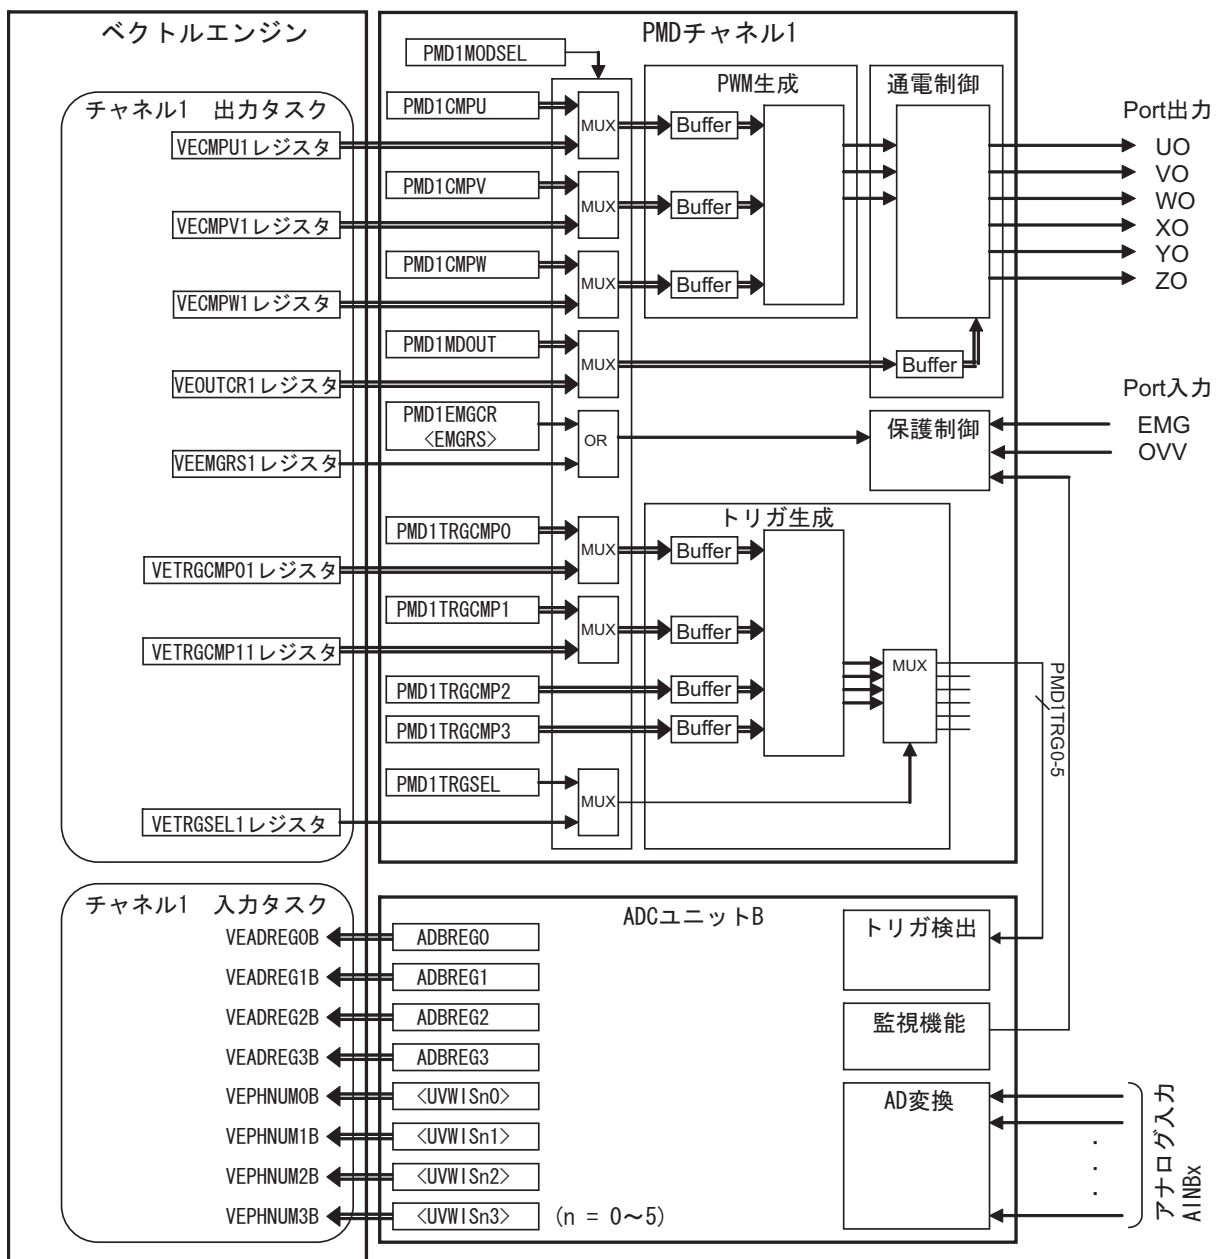 ベクトルエンジン
チャネル1 出力タスク
VECMPU1レジスタ
VECMPV1レジスタ
VECMPW1レジスタ
VEOUTCR1レジスタ
VEEMGRS1レジスタ
VETRGCMP01レジスタ
VETRGCMP11レジスタ
VETRGSEL1レジスタ
PMDチャネル1
PMD1MODSEL
PMD1CMPU
MUX
PMD1CMPV
MUX
PMD1CMPW
MUX
PMD1MDOUT
MUX
PMD1EMGCR
<EMGRS>
OR
PMD1TRGCMP0
MUX
PMD1TRGCMP1
MUX
PMD1TRGCMP2
PMD1TRGCMP3
PMD1TRGSEL
MUX
PWM生成
Buffer
Buffer
Buffer
通電制御
Buffer
保護制御
トリガ生成
Buffer
Buffer
Buffer
Buffer
MUX
PMD1TRG0-5
Port出力
UO
VO
WO
XO
YO
ZO
Port入力
EMG
OVV
チャネル1 入力タスク
VEADREG0B
VEADREG1B
VEADREG2B
VEADREG3B
VEPHNUM0B
VEPHNUM1B
VEPHNUM2B
VEPHNUM3B
ADCユニットB
ADBREG0
ADBREG1
ADBREG2
ADBREG3
<UVWISn0>
<UVWISn1>
<UVWISn2>
<UVWISn3>
(n = 0～5)
トリガ検出
監視機能
AD変換
アナログ入力
AINBx